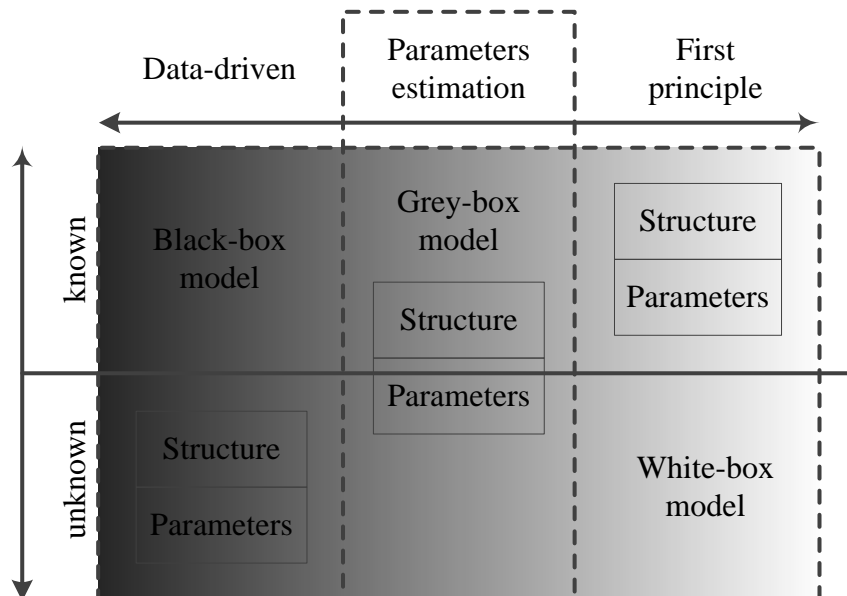 Data-driven
Parameters
estimation
First
principle
known
unknown
Black-box
model
Grey-box
model
Structure
Parameters
Structure
Parameters
Structure
Parameters
White-box
model